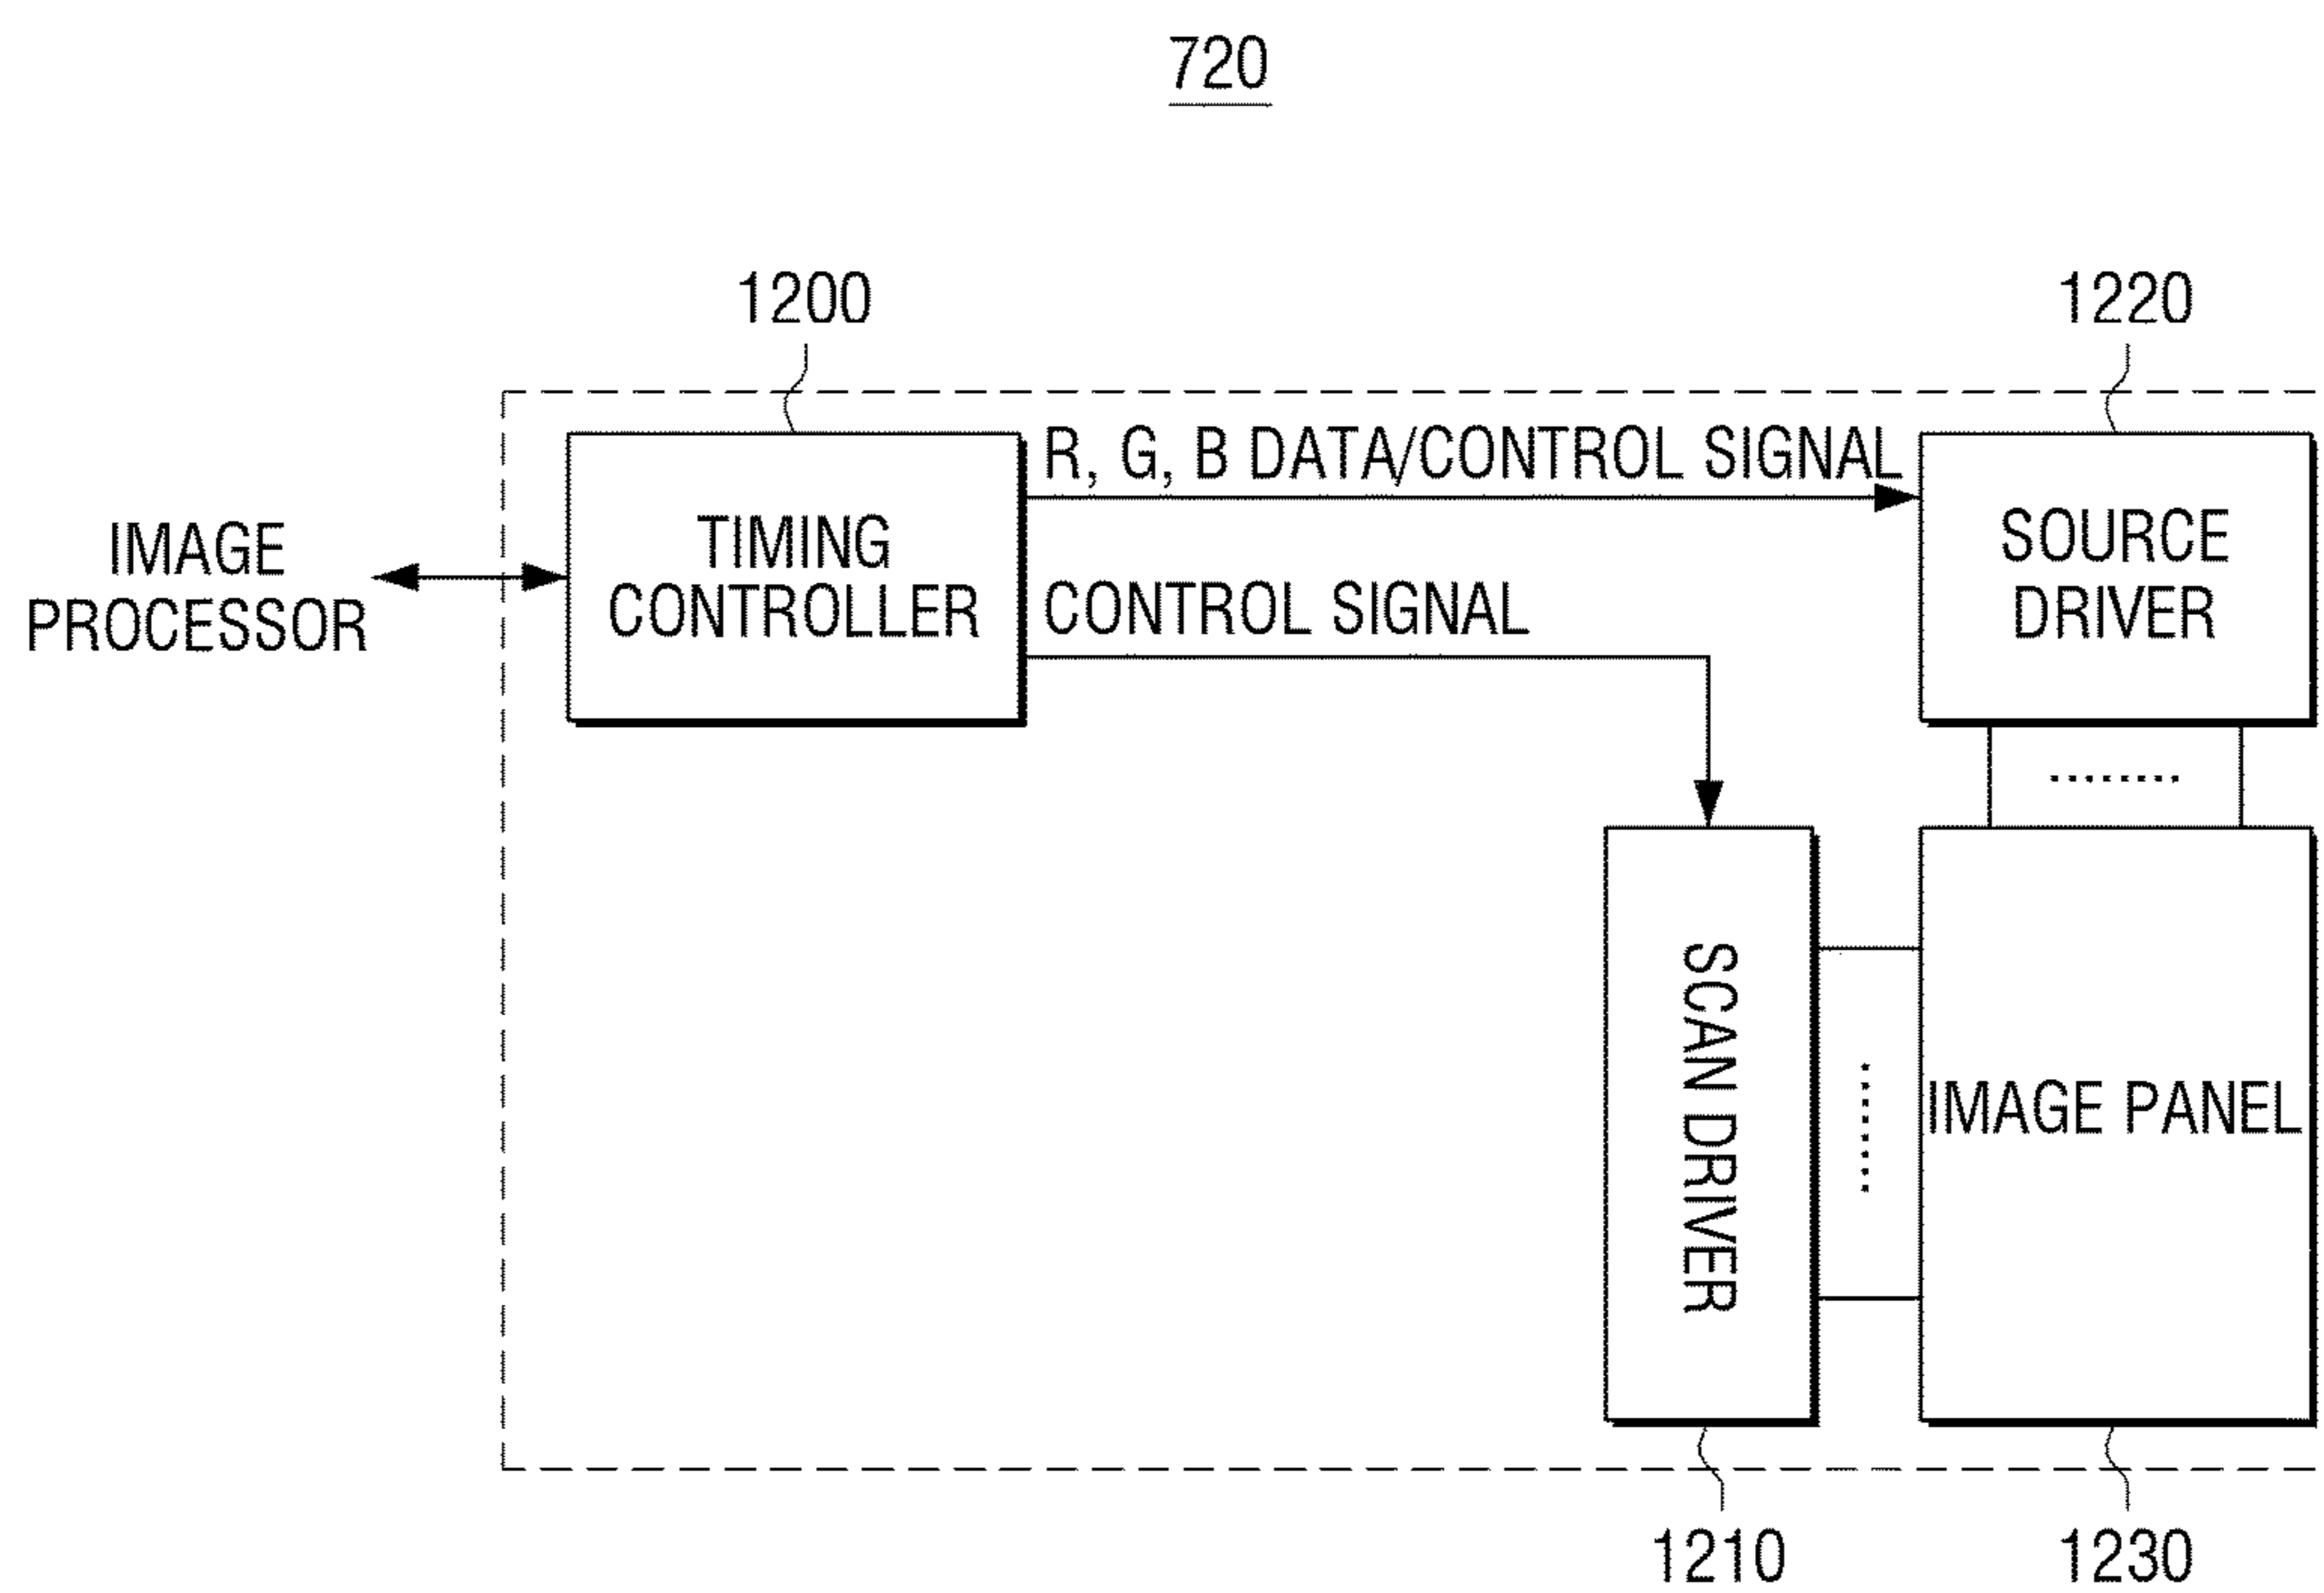 720
1200
1220
R, G, B DATA/CONTROL SIGNAL
IMAGE
PROCESSOR
TIMING
CONTROLLER
CONTROL SIGNAL
SOURCE
DRIVER
SCAN DRIVER
IMAGE PANEL
1210
1230